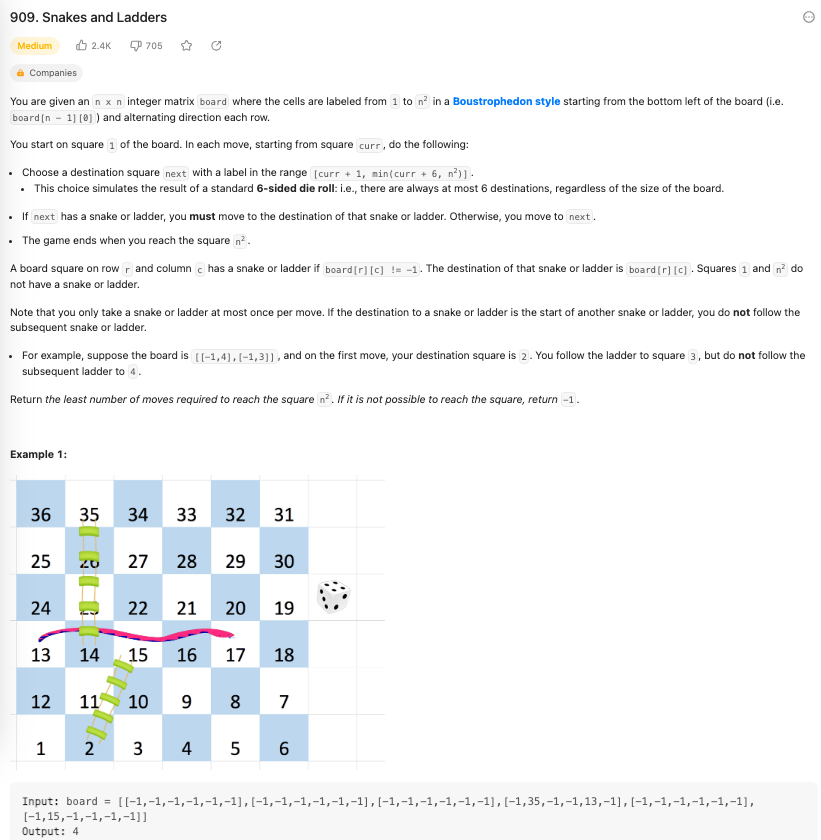 909. Snakes and Ladders
Medium 2.4K 705
Companies
You are given an n x n integer matrix board where the cells are labeled from 1 to n² in a Boustrophedon style starting from the bottom left of the board (i.e.
board[n - 1][0] ) and alternating direction each row.
You start on square 1 of the board. In each move, starting from square curr , do the following:
• Choose a destination square next with a label in the range [curr + 1, min(curr + 6, n²)] .
• This choice simulates the result of a standard 6-sided die roll: i.e., there are always at most 6 destinations, regardless of the size of the board.
• If next has a snake or ladder, you must move to the destination of that snake or ladder. Otherwise, you move to next .
• The game ends when you reach the square n² .
A board square on row r and column c has a snake or ladder if board[r][c] != -1 . The destination of that snake or ladder is board[r][c] . Squares 1 and n² do
not have a snake or ladder.
Note that you only take a snake or ladder at most once per move. If the destination to a snake or ladder is the start of another snake or ladder, you do not follow the
subsequent snake or ladder.
• For example, suppose the board is [[-1,4],[-1,3]] , and on the first move, your destination square is 2 . You follow the ladder to square 3 , but do not follow the
subsequent ladder to 4 .
Return the least number of moves required to reach the square n² . If it is not possible to reach the square, return -1 .
Example 1:
36 35 34 33 32 31
25 26 27 28 29 30
24 23 22 21 20 19
13 14 15 16 17 18
12 11 10 9 8 7
1 2 3 4 5 6
Input: board = [[-1,-1,-1,-1,-1,-1],[-1,-1,-1,-1,-1,-1],[-1,-1,-1,-1,-1,-1],[-1,35,-1,-1,13,-1],[-1,-1,-1,-1,-1,-1],
[-1,15,-1,-1,-1,-1]]
Output: 4